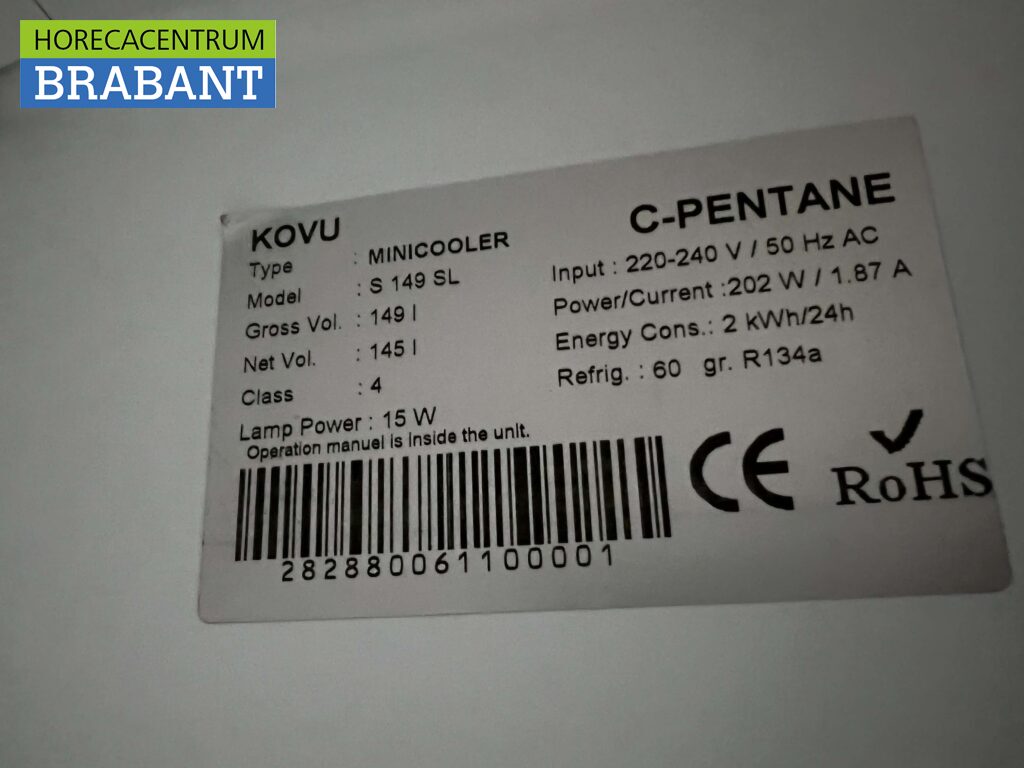 HORECACENTRUM
BRABANT
KOVU
Type : MINICOOLER
Model : S 149 SL
Gross Vol. : 149 l
Net Vol. : 145 l
Class : 4
Lamp Power : 15 W
Operation manuel is Inside the unit.
C-PENTANE
Input : 220-240 V / 50 Hz AC
Power/Current :202 W / 1.87 A
Energy Cons.: 2 kWh/24h
Refrig. : 60 gr. R134a
CE
RoHS
282880061100001